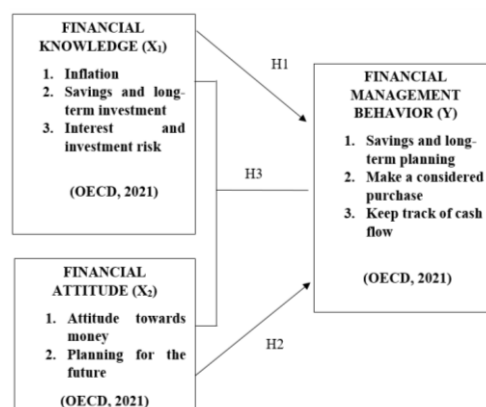 FINANCIAL
KNOWLEDGE (X₁)
1. Inflation
2. Savings and long-
term investment
3. Interest and
investment risk
(OECD, 2021)
H1
H3
FINANCIAL
MANAGEMENT
BEHAVIOR (Y)
1. Savings and long-
term planning
2. Make a considered
purchase
3. Keep track of cash
flow
(OECD, 2021)
FINANCIAL
ATTITUDE (X₂)
1. Attitude towards
money
2. Planning for the
future
(OECD, 2021)
H2